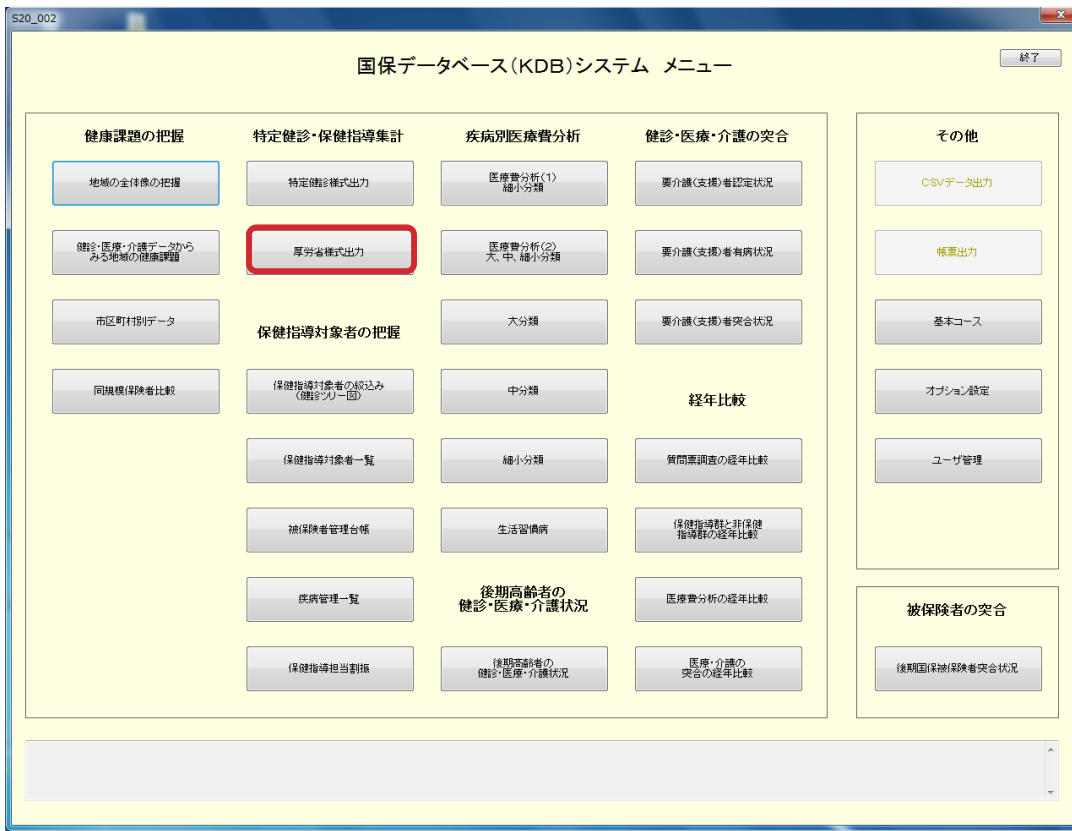 S20_002
国保データベース(KDB)システム メニュー
終了
健康課題の把握
地域の全体像の把握
健診・医療・介護データから
みる地域の健康課題
市区町村別データ
同規模保険者比較
特定健診・保健指導集計
特定健診様式出力
厚労省様式出力
保健指導対象者の把握
保健指導対象者の絞込み
(健診ツリー図)
保健指導対象者一覧
被保険者管理台帳
疾病管理一覧
保健指導担当割振
疾病別医療費分析
医療費分析(1)
細小分類
医療費分析(2)
大、中、細小分類
大分類
中分類
細小分類
生活習慣病
後期高齢者の
健診・医療・介護状況
後期高齢者の
健診・医療・介護状況
健診・医療・介護の突合
要介護(支援)者認定状況
要介護(支援)者有病状況
要介護(支援)者突合状況
経年比較
質問票調査の経年比較
保健指導群と非保健
指導群の経年比較
医療費分析の経年比較
医療・介護の
突合の経年比較
その他
CSVデータ出力
帳票出力
基本コース
オプション設定
ユーザ管理
被保険者の突合
後期国保被保険者突合状況